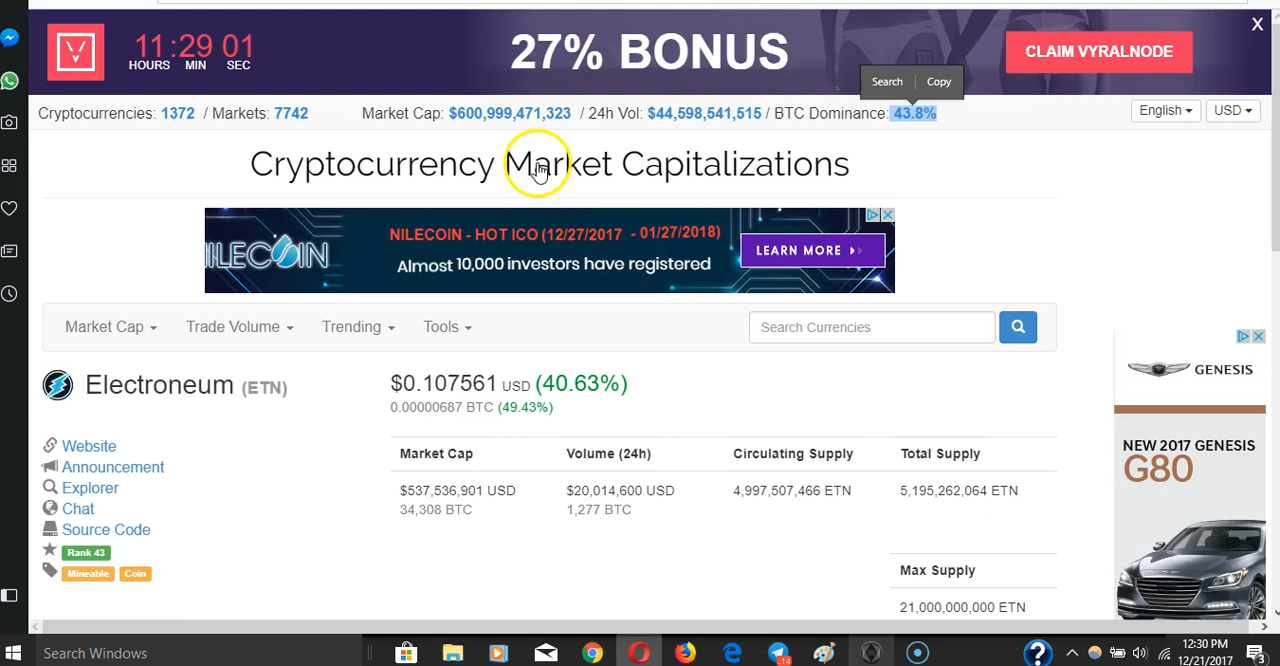 11:29 01
HOURS MIN SEC
27% BONUS
CLAIM VYRALNODE
X
Search Copy
Cryptocurrencies: 1372 / Markets: 7742 Market Cap: $600,999,471,323 / 24h Vol: $44,598,541,515 / BTC Dominance: 43.8% English USD
Cryptocurrency Market Capitalizations
NILECOIN
NILECOIN - HOT ICO (12/27/2017 - 01/27/2018)
Almost 10,000 investors have registered
LEARN MORE
Market Cap Trade Volume Trending Tools Search Currencies
GENESIS
Electroneum (ETN) $0.107561 USD (40.63%)
0.00000687 BTC (49.43%)
Website
Announcement
Explorer
Chat
Source Code
Rank 43
Mineable Coin
Market Cap Volume (24h) Circulating Supply Total Supply
$537,536,901 USD $20,014,600 USD 4,997,507,466 ETN 5,195,262,064 ETN
34,308 BTC 1,277 BTC
Max Supply
21,000,000,000 ETN
NEW 2017 GENESIS
G80
Search Windows
14
12:30 PM
12/21/2017
3